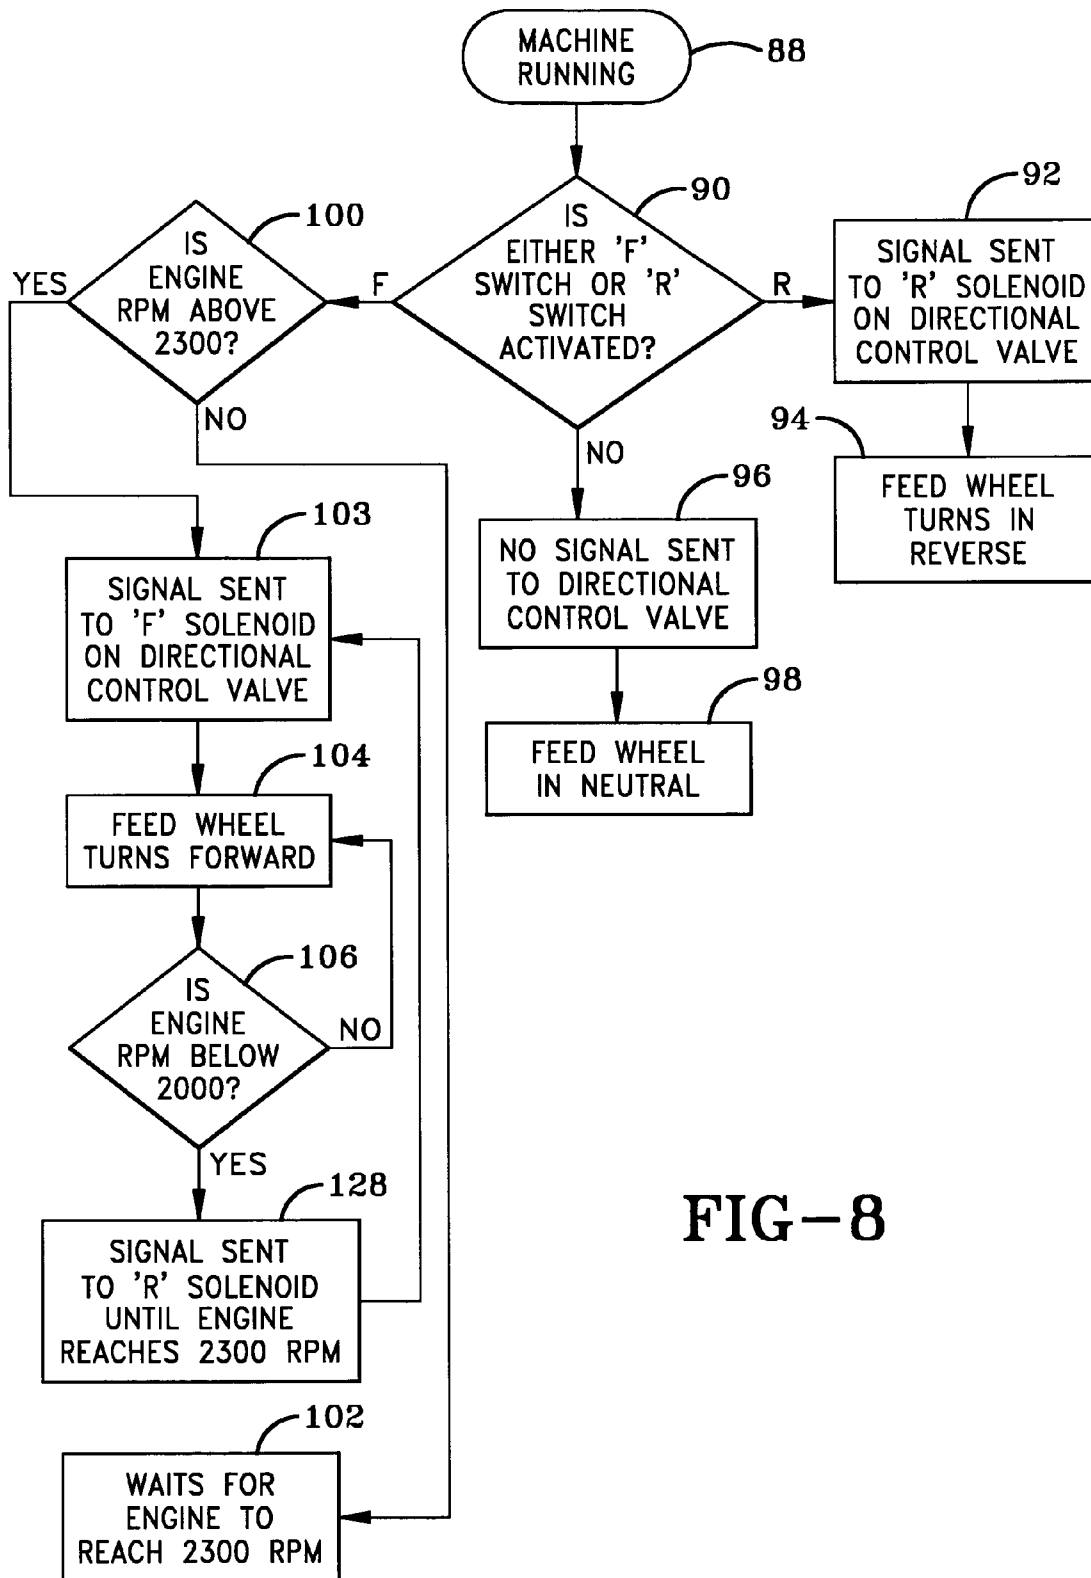 MACHINE
RUNNING
88
90
IS
EITHER 'F'
SWITCH OR 'R'
SWITCH
ACTIVATED?
F
R
NO
92
SIGNAL SENT
TO 'R' SOLENOID
ON DIRECTIONAL
CONTROL VALVE
94
FEED WHEEL
TURNS IN
REVERSE
96
NO SIGNAL SENT
TO DIRECTIONAL
CONTROL VALVE
98
FEED WHEEL
IN NEUTRAL
100
IS
ENGINE
RPM ABOVE
2300?
YES
NO
103
SIGNAL SENT
TO 'F' SOLENOID
ON DIRECTIONAL
CONTROL VALVE
104
FEED WHEEL
TURNS FORWARD
106
IS
ENGINE
RPM BELOW
2000?
NO
YES
128
SIGNAL SENT
TO 'R' SOLENOID
UNTIL ENGINE
REACHES 2300 RPM
102
WAITS FOR
ENGINE TO
REACH 2300 RPM
FIG-8